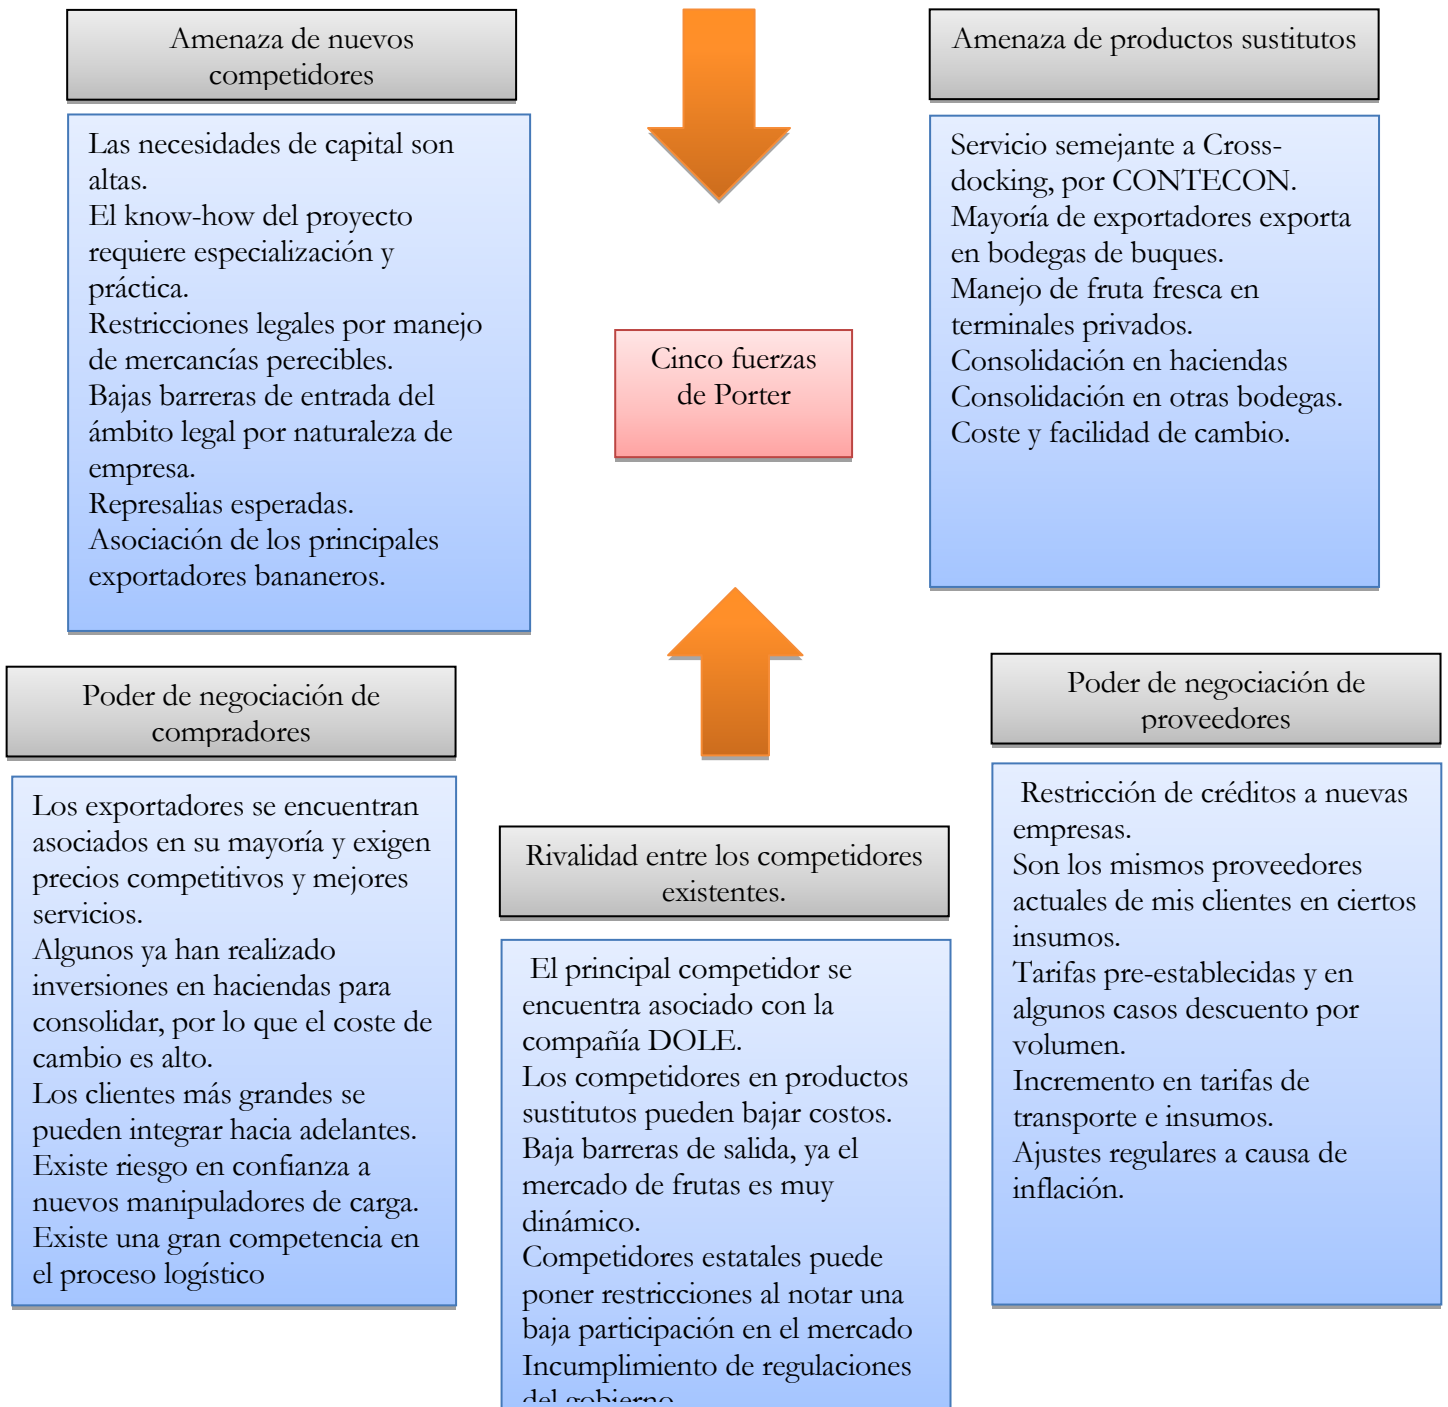 Amenaza de nuevos
competidores
Las necesidades de capital son
altas.
El know-how del proyecto
requiere especialización y
práctica.
Restricciones legales por manejo
de mercancías perecibles.
Bajas barreras de entrada del
ámbito legal por naturaleza de
empresa.
Represalias esperadas.
Asociación de los principales
exportadores bananeros.
Cinco fuerzas
de Porter
Amenaza de productos sustitutos
Servicio semejante a Cross-
docking, por CONTECON.
Mayoría de exportadores exporta
en bodegas de buques.
Manejo de fruta fresca en
terminales privados.
Consolidación en haciendas
Consolidación en otras bodegas.
Coste y facilidad de cambio.
Poder de negociación de
compradores
Los exportadores se encuentran
asociados en su mayoría y exigen
precios competitivos y mejores
servicios.
Algunos ya han realizado
inversiones en haciendas para
consolidar, por lo que el coste de
cambio es alto.
Los clientes más grandes se
pueden integrar hacia adelantes.
Existe riesgo en confianza a
nuevos manipuladores de carga.
Existe una gran competencia en
el proceso logístico
Rivalidad entre los competidores
existentes.
El principal competidor se
encuentra asociado con la
compañía DOLE.
Los competidores en productos
sustitutos pueden bajar costos.
Baja barreras de salida, ya el
mercado de frutas es muy
dinámico.
Competidores estatales puede
poner restricciones al notar una
baja participación en el mercado
Incumplimiento de regulaciones
del gobierno
Poder de negociación de
proveedores
Restricción de créditos a nuevas
empresas.
Son los mismos proveedores
actuales de mis clientes en ciertos
insumos.
Tarifas pre-establecidas y en
algunos casos descuento por
volumen.
Incremento en tarifas de
transporte e insumos.
Ajustes regulares a causa de
inflación.